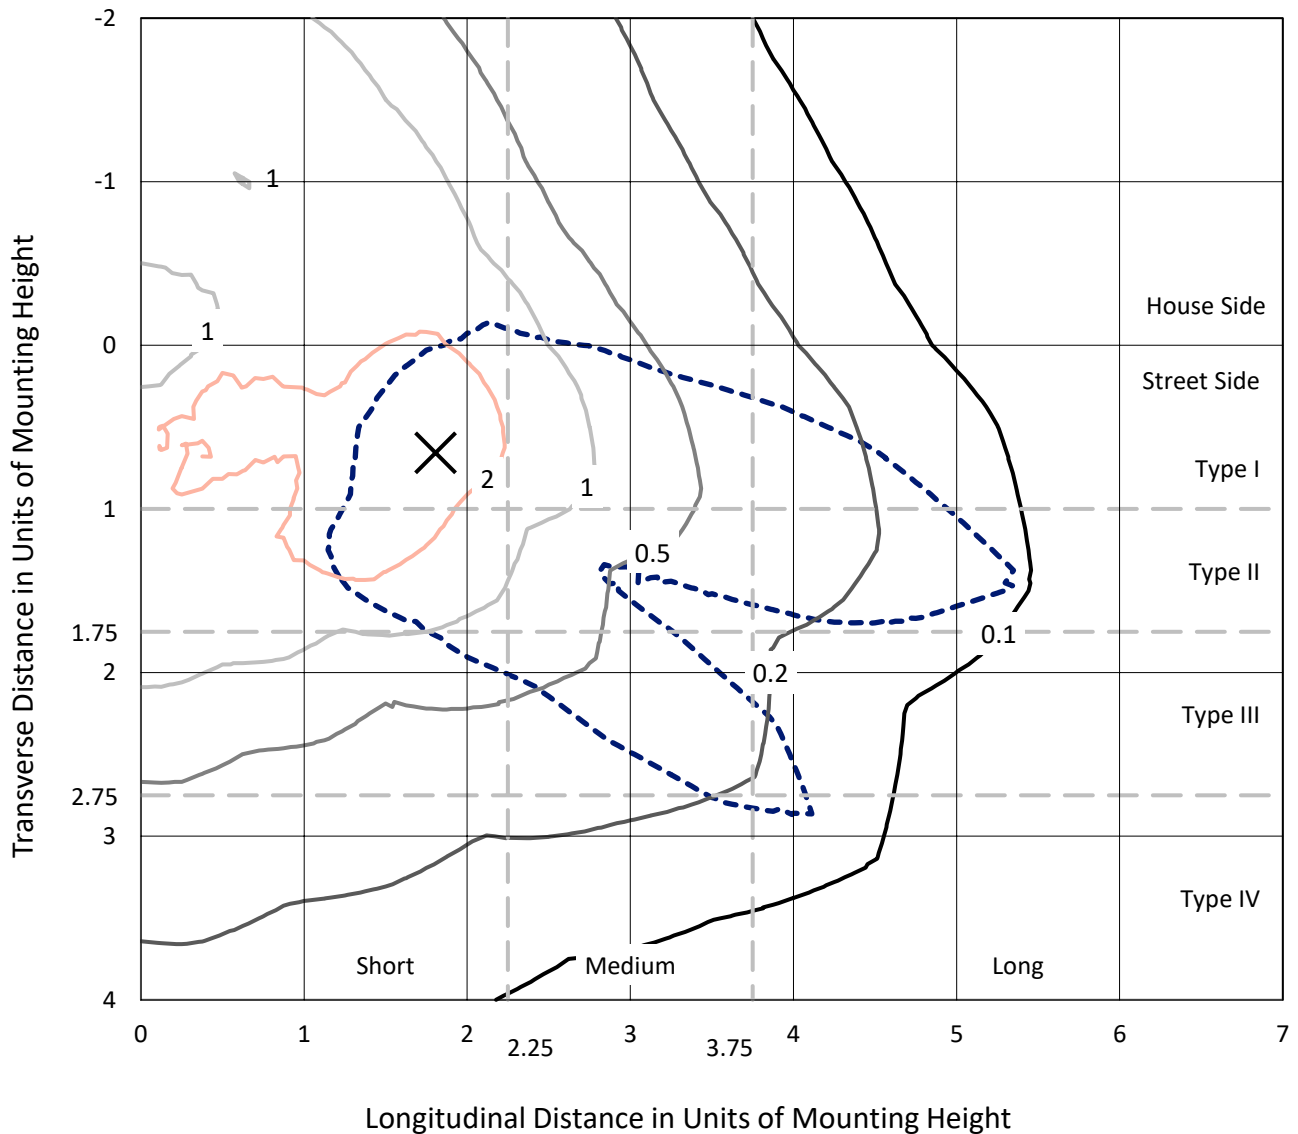 -2
-1
1
House Side
1
0
Street Side
Type I
2
1
1
0.5
Type II
1.75
0.1
2
0.2
Type III
2.75
3
Type IV
Short
Medium
Long
4
0
1
2
3
4
5
6
7
2.25
3.75
Transverse Distance in Units of Mounting Height
Longitudinal Distance in Units of Mounting Height